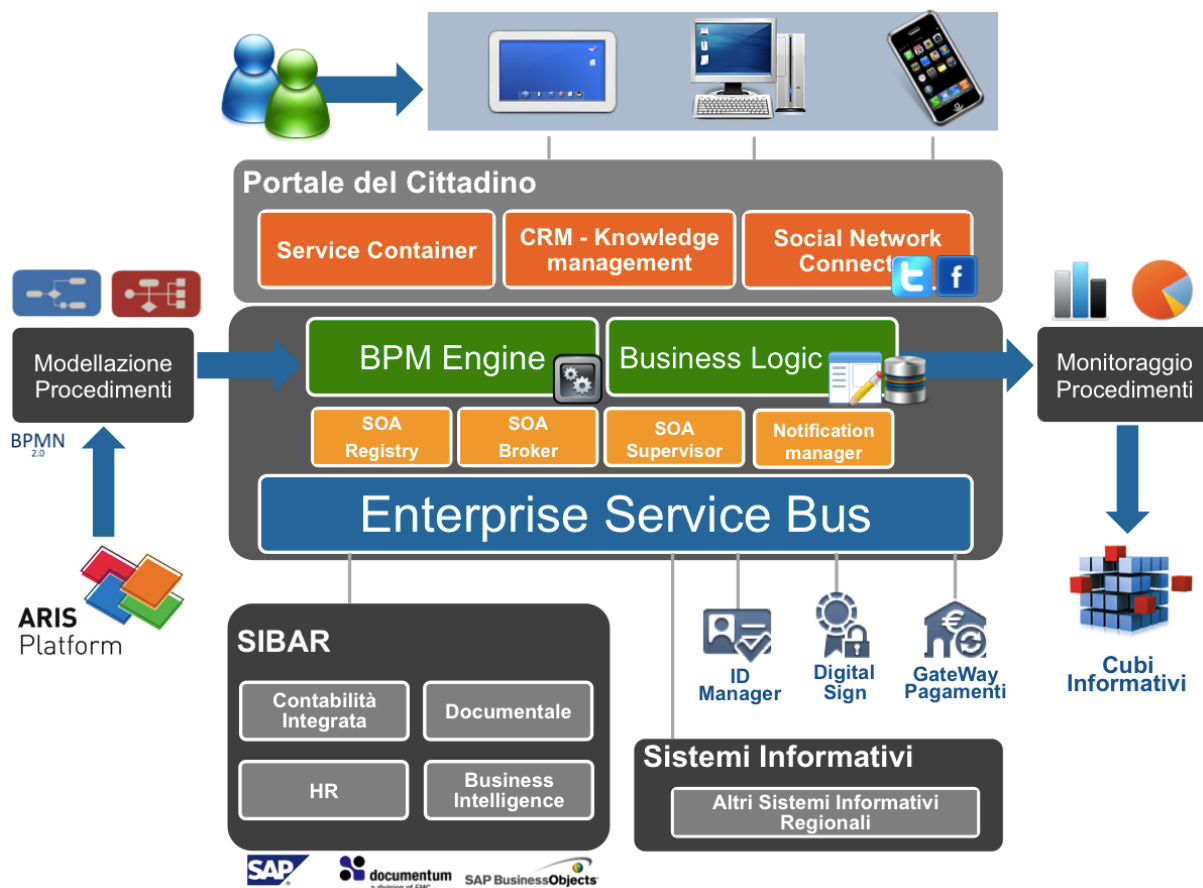 Portale del Cittadino
Service Container
CRM - Knowledge
management
Social Network
Modellazione
Procedimenti
BPMN
2.0
ARIS
Platform
BPM Engine
Business Logic
SOA
Registry
SOA
Broker
SOA
Supervisor
Notification
manager
Enterprise Service Bus
Monitoraggio
Procedimenti
Cubi
Informativi
SIBAR
Contabilità
Integrata
Documentale
HR
Business
Intelligence
ID
Manager
Digital
Sign
GateWay
Pagamenti
Sistemi Informativi
Altri Sistemi Informativi
Regionali
SAP
documentum
a division of EMC
SAP BusinessObjects